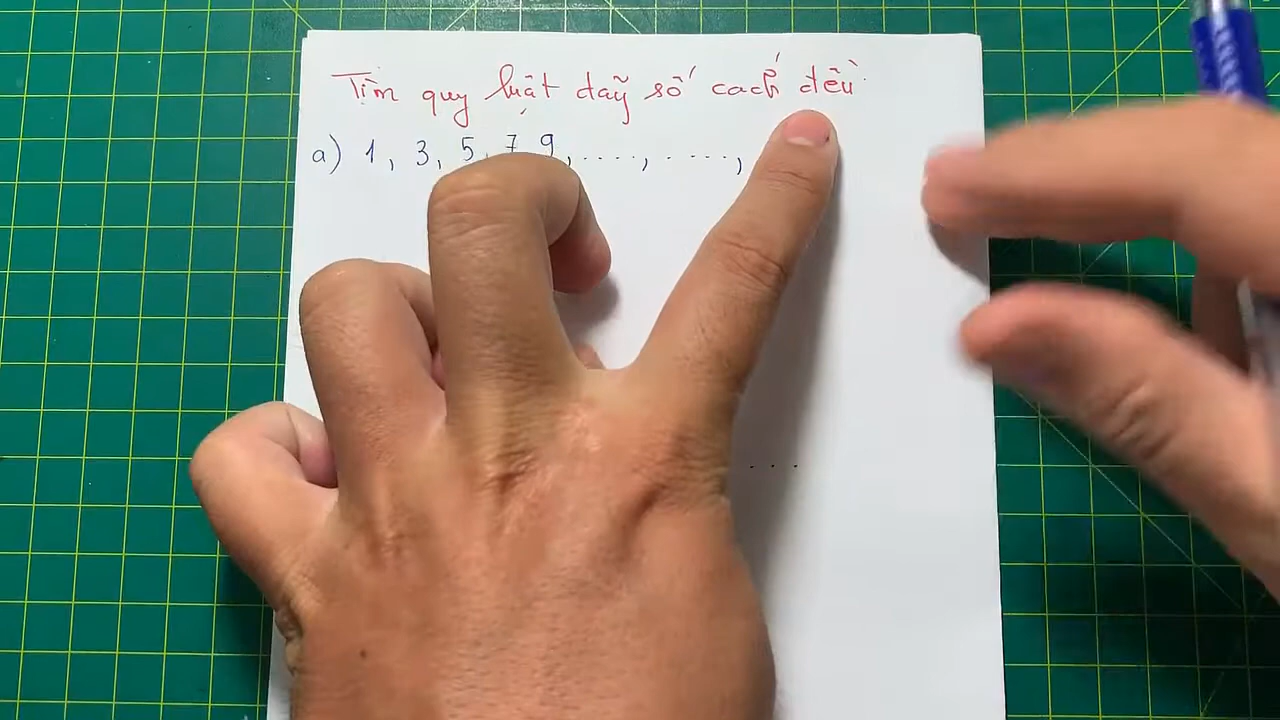 Tìm quy luật dãy số cách đều
a) 1, 3, 5, 7, 9, ...., ....,
...